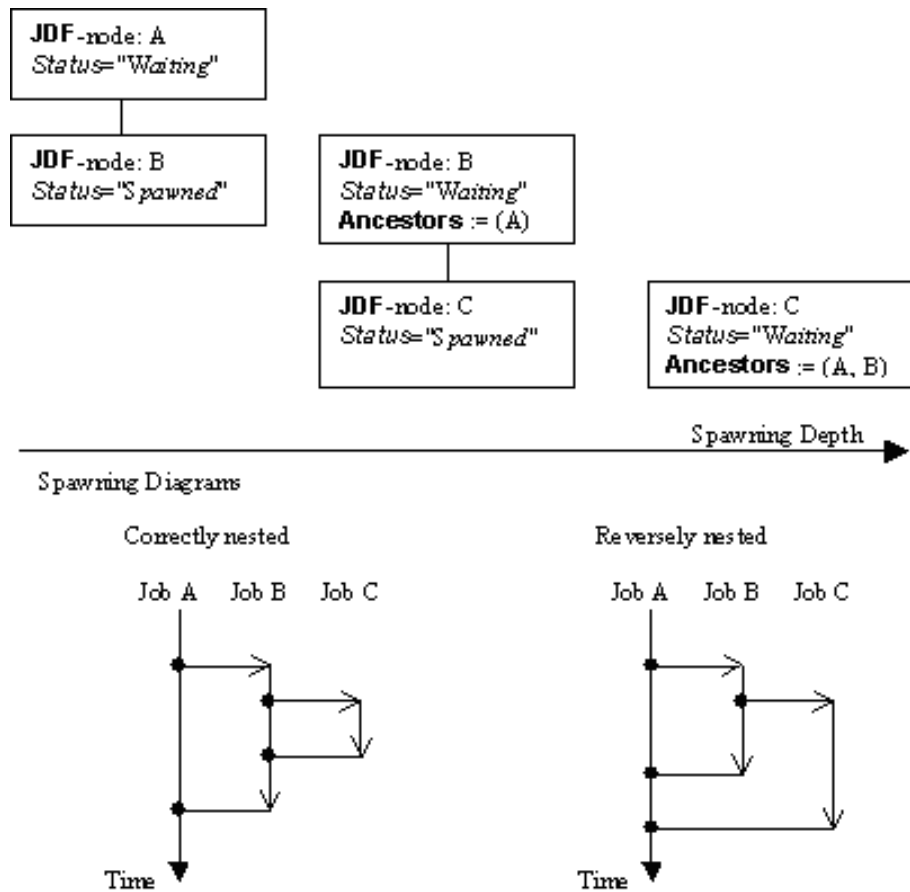 JDF-node: A
Status="Waiting"
JDF-node: B
Status="Spawned"
JDF-node: B
Status="Waiting"
Ancestors := (A)
JDF-node: C
Status="Spawned"
JDF-node: C
Status="Waiting"
Ancestors := (A, B)
Spawning Depth
Spawning Diagrams
Correctly nested
Job A Job B Job C
Time
Reversely nested
Job A Job B Job C
Time